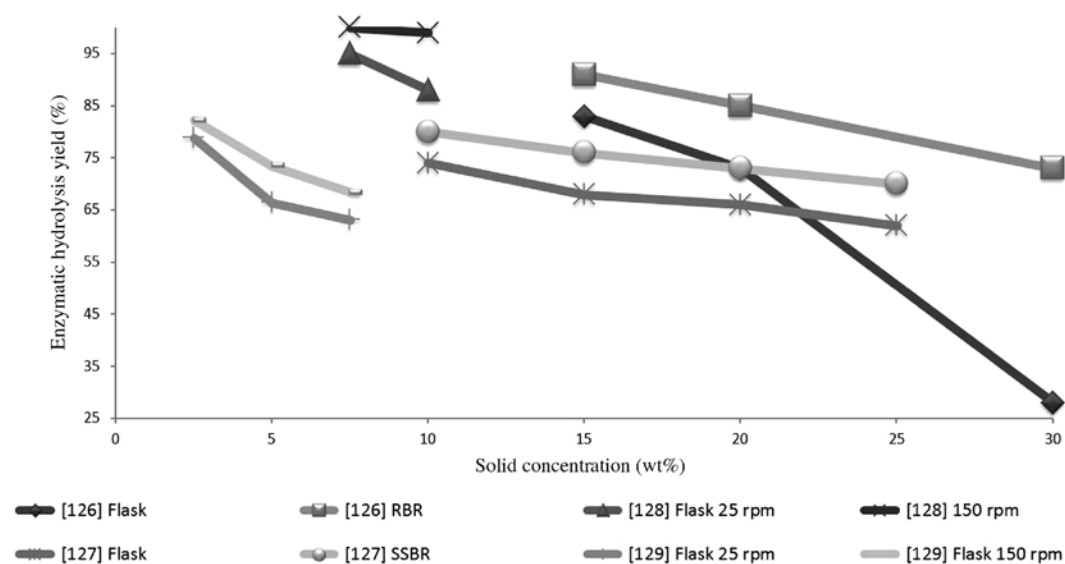 Enzymatic hydrolysis yield (%)
95
85
75
65
55
45
35
25
0 5 10 15 20 25 30
Solid concentration (wt%)
[126] Flask [126] RBR [128] Flask 25 rpm [128] 150 rpm
[127] Flask [127] SSBR [129] Flask 25 rpm [129] Flask 150 rpm